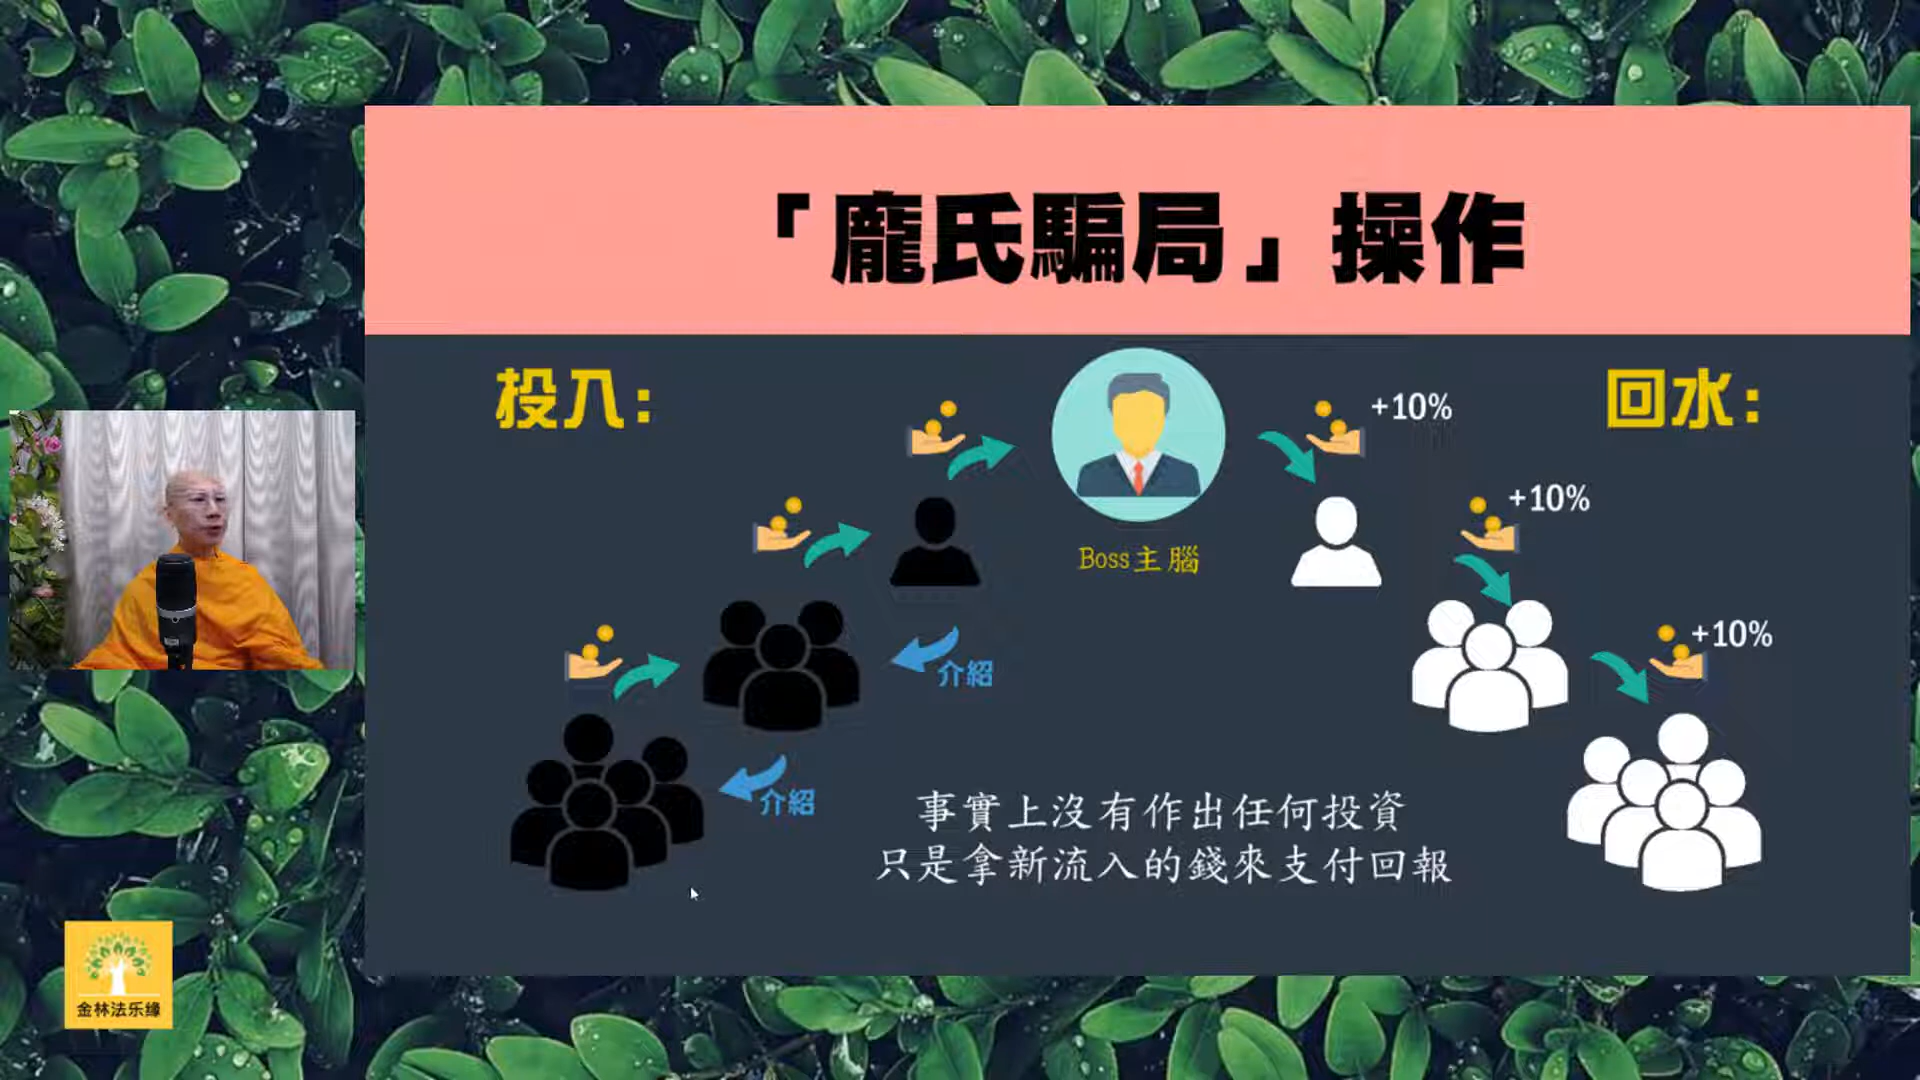 「龐氏騙局」操作
投入：
回水：
+10%
+10%
Boss主腦
+10%
介紹
介紹
事實上沒有作出任何投資
只是拿新流入的錢來支付回報
金林法乐缘